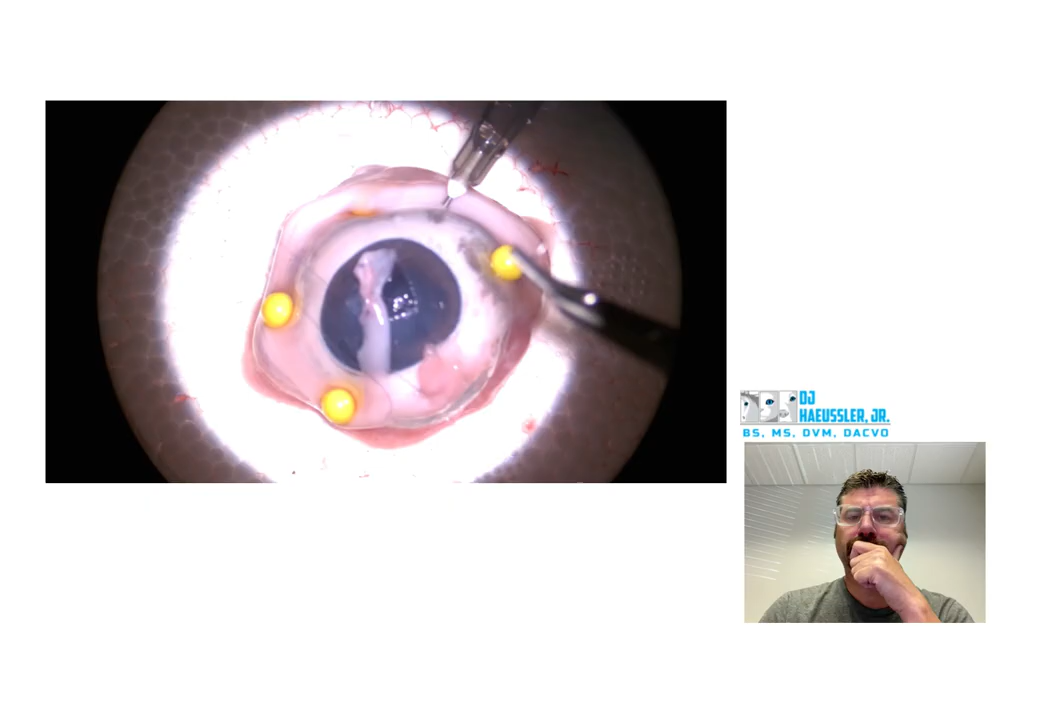 DJ
HAEUSSLER, JR.
BS, MS, DVM, DACVO